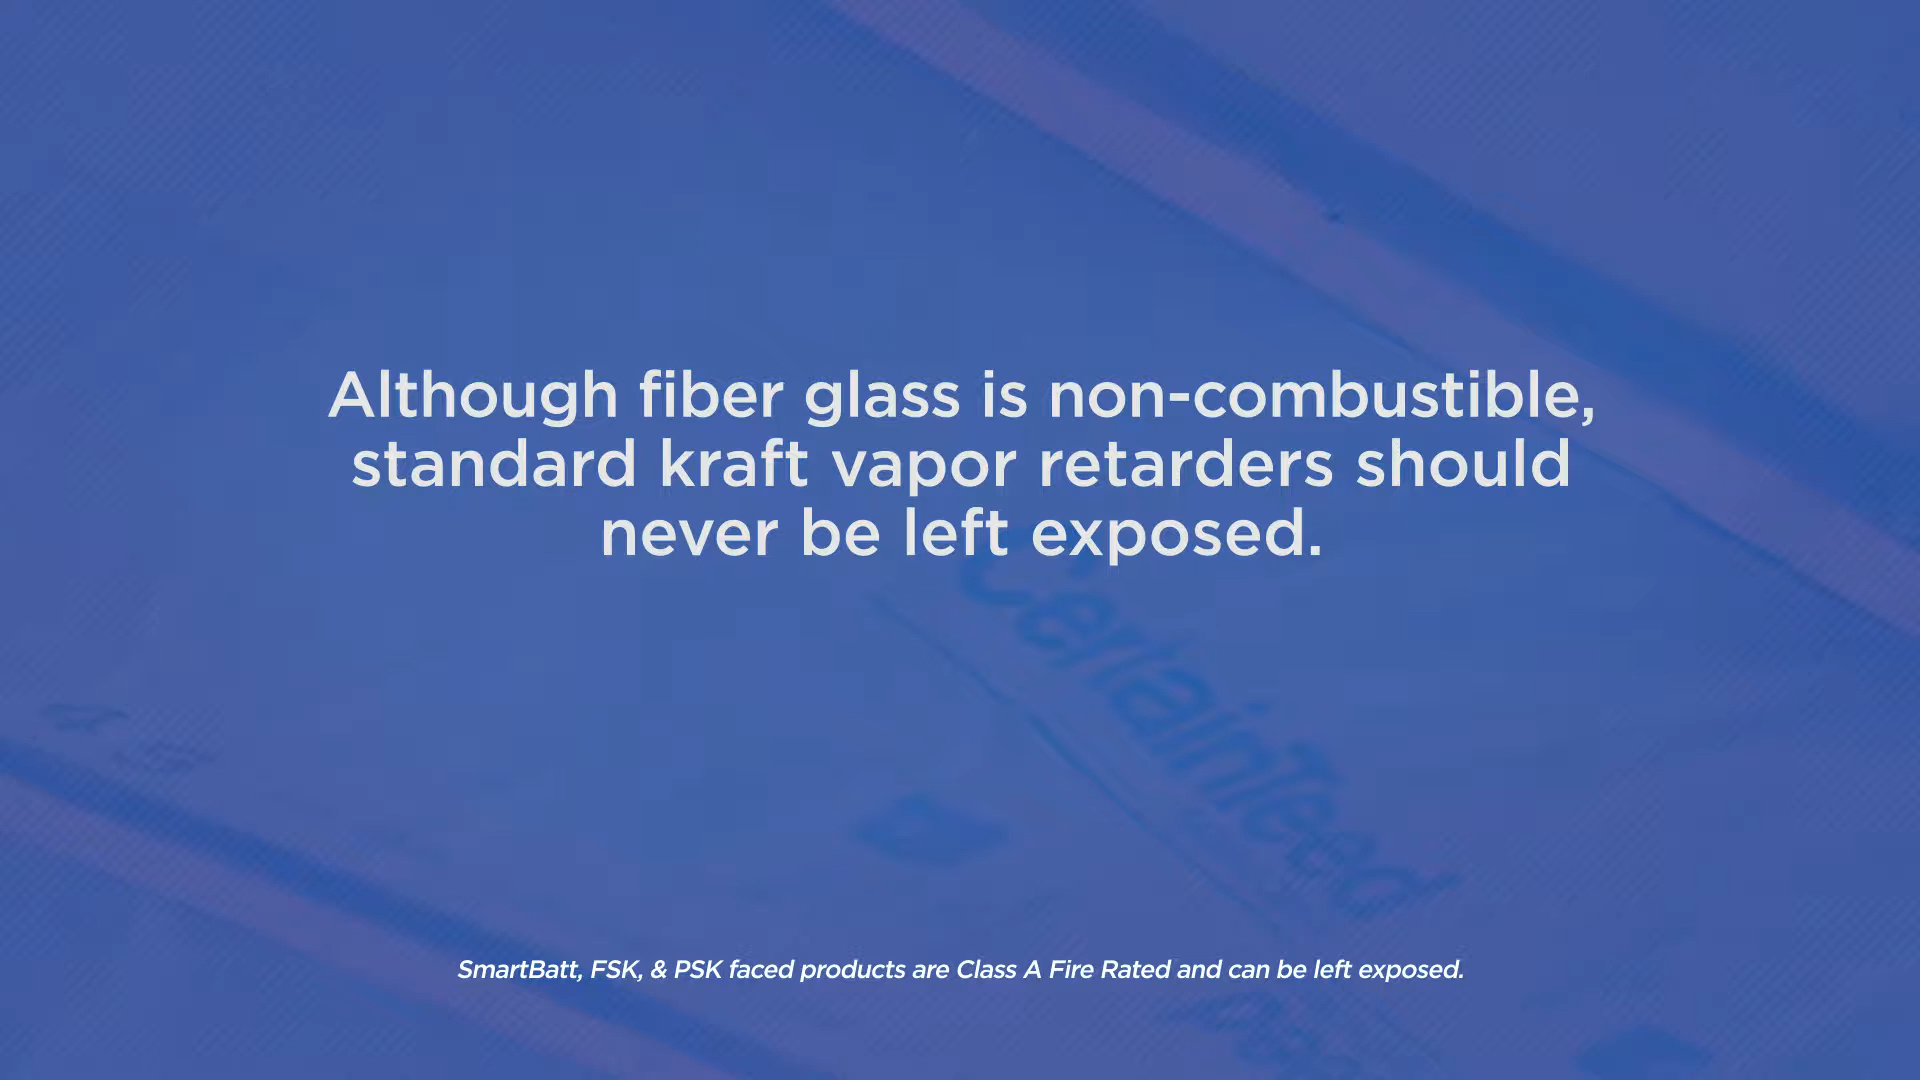 Although fiber glass is non-combustible,
standard kraft vapor retarders should
never be left exposed.
CertainTeed
SmartBatt, FSK, & PSK faced products are Class A Fire Rated and can be left exposed.